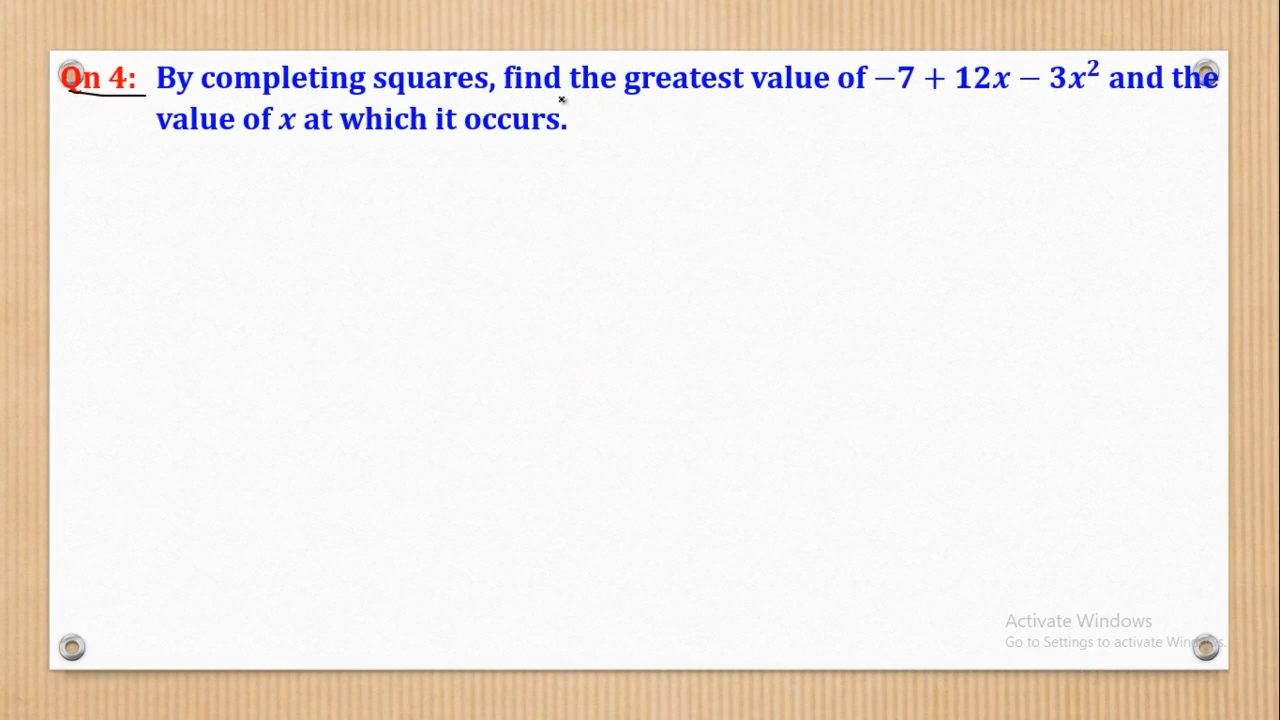 Qn 4: By completing squares, find the greatest value of −7 + 12x − 3x² and the
value of x at which it occurs.
Activate Windows
Go to Settings to activate Windows.